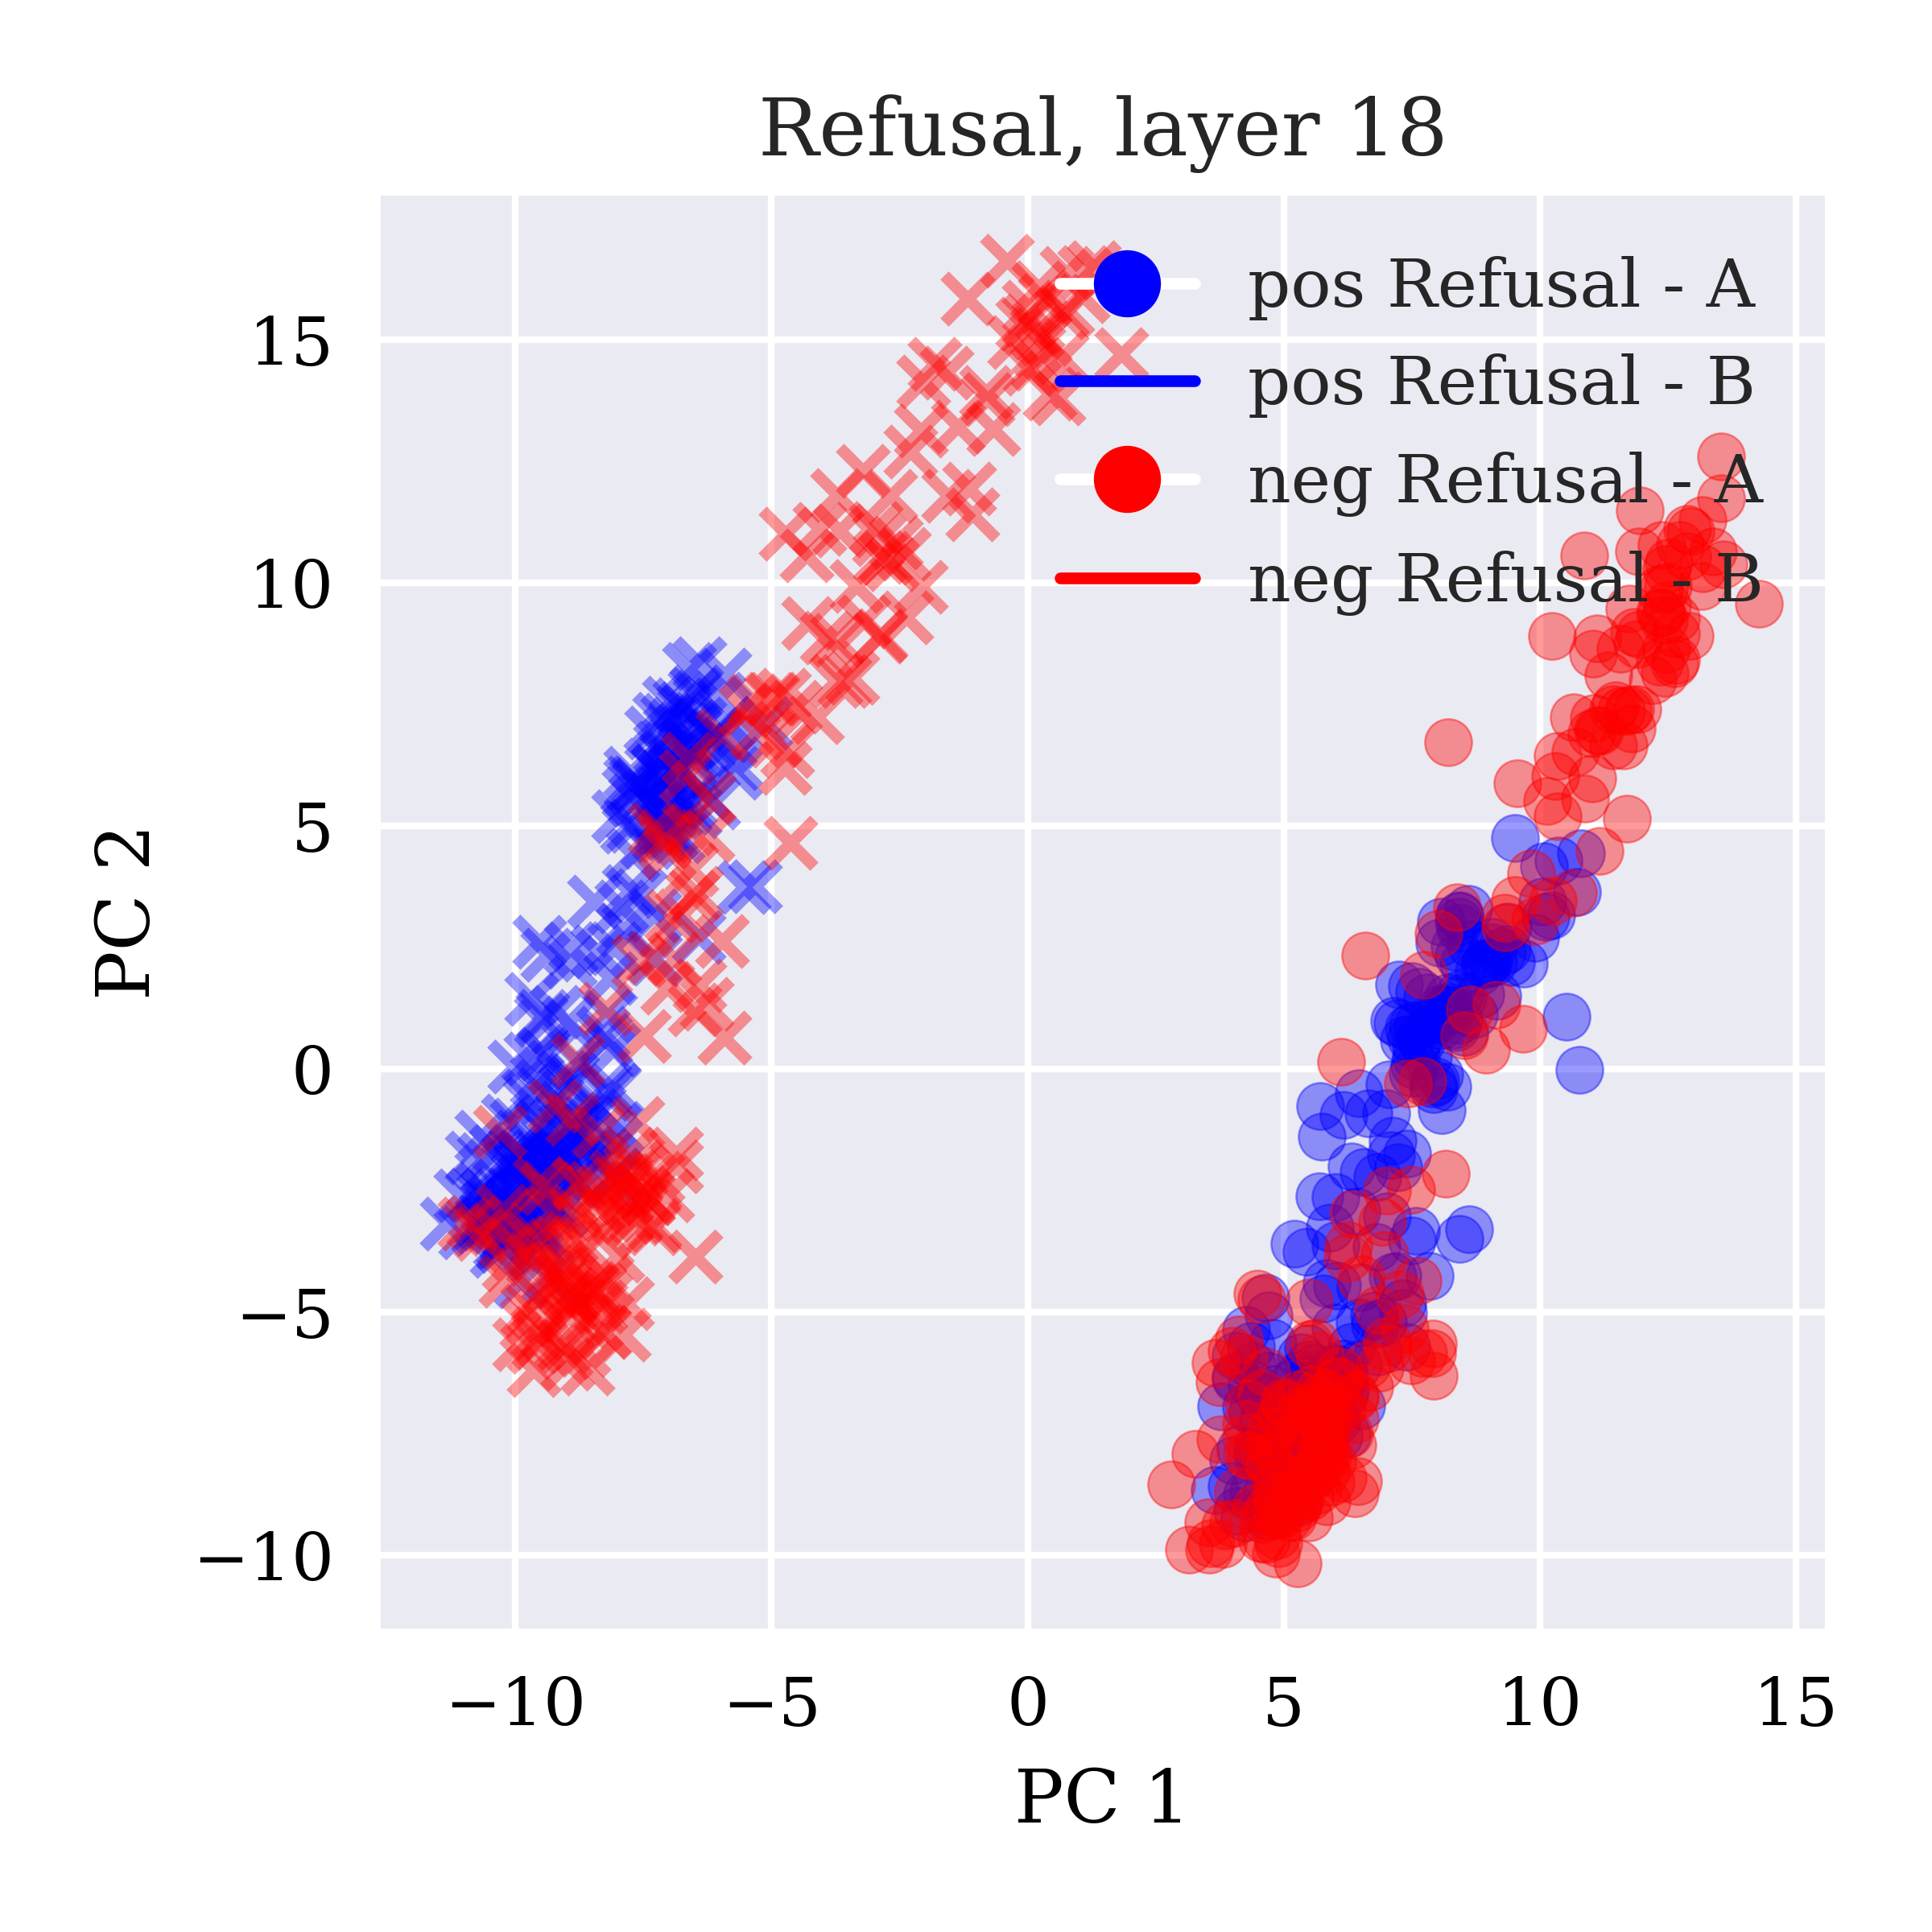 Refusal, layer 18
pos Refusal - A
pos Refusal - B
neg Refusal - A
neg Refusal - B
15
10
5
0
−5
−10
PC 2
−10 −5 0 5 10 15
PC 1